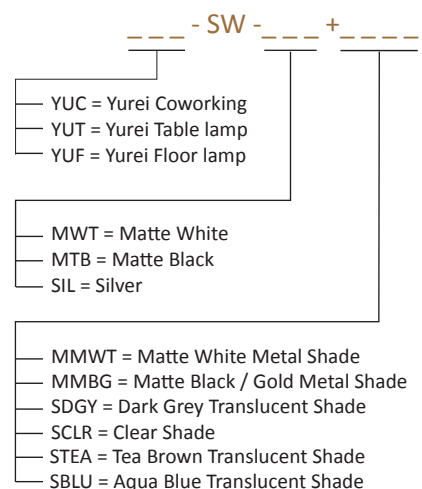 _ _ _ - SW - _ _ _ + _ _ _ _
YUC = Yurei Coworking
YUT = Yurei Table lamp
YUF = Yurei Floor lamp
MWT = Matte White
MTB = Matte Black
SIL = Silver
MMWT = Matte White Metal Shade
MMBG = Matte Black / Gold Metal Shade
SDGY = Dark Grey Translucent Shade
SCLR = Clear Shade
STEA = Tea Brown Translucent Shade
SBLU = Aqua Blue Translucent Shade